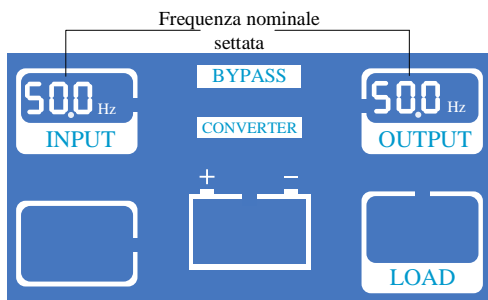 Frequenza nominale
settata
BYPASS
50.0 Hz
50.0 Hz
INPUT
CONVERTER
OUTPUT
+ −
LOAD